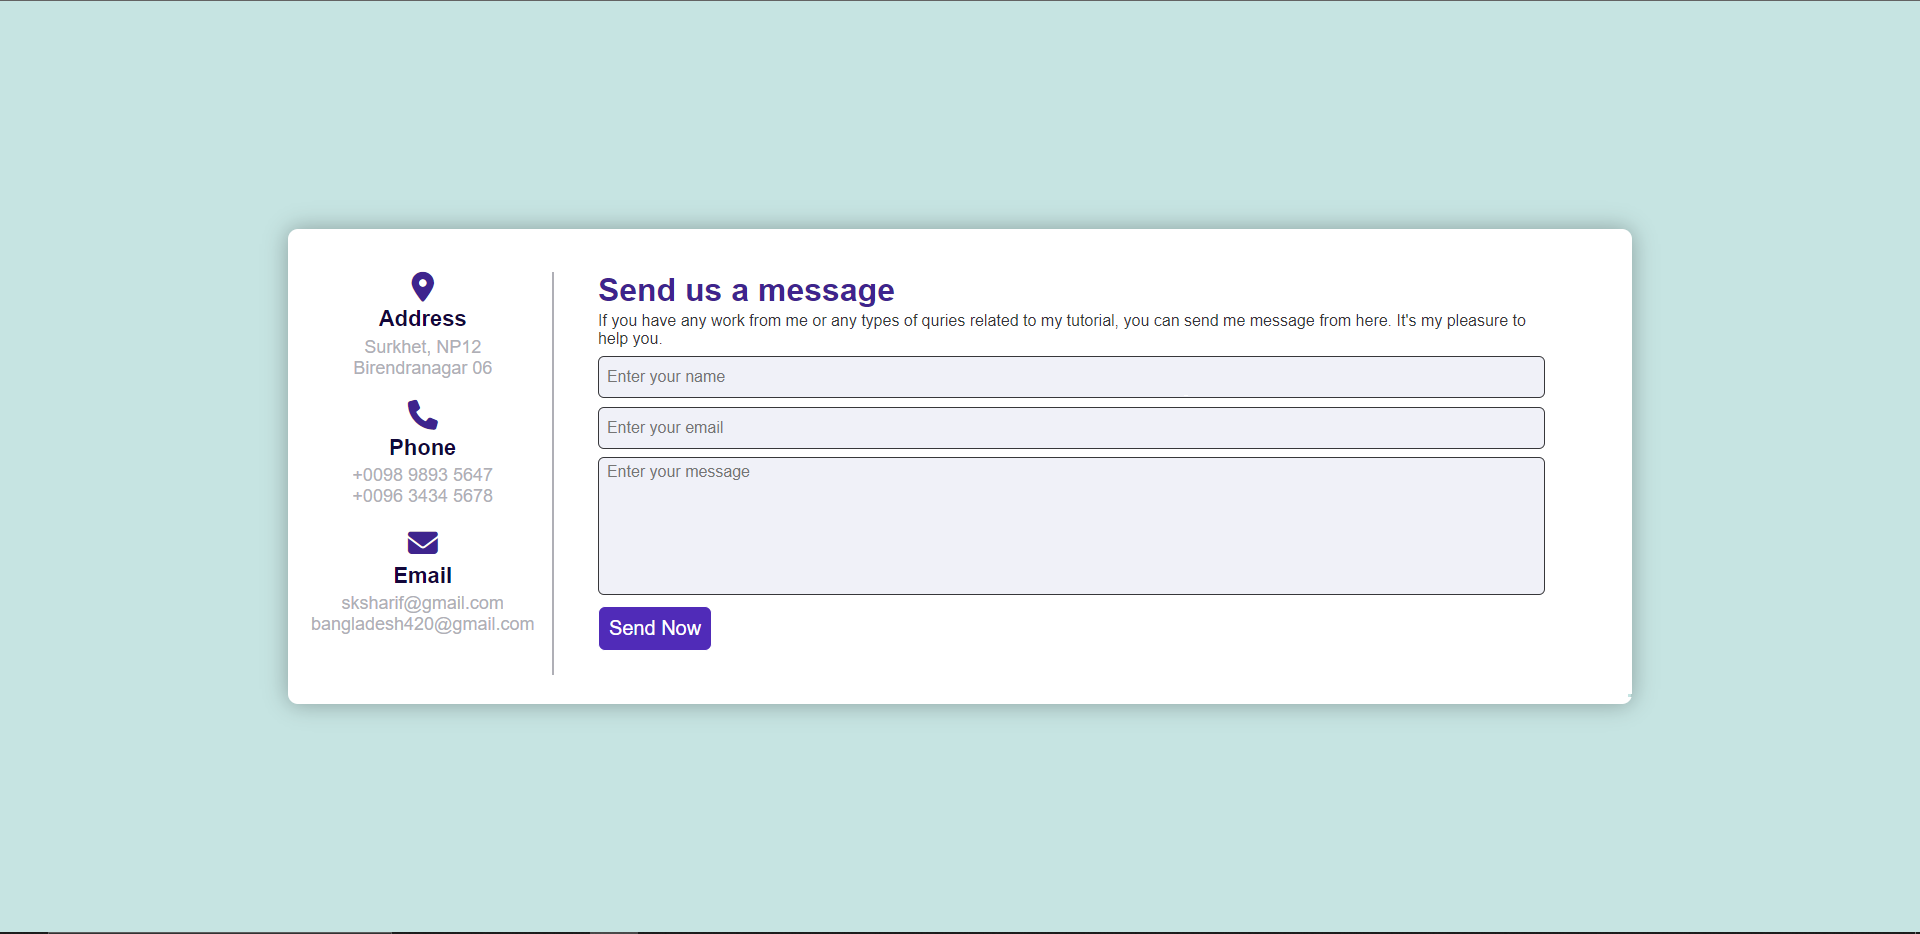 Address
Surkhet, NP12
Birendranagar 06
Phone
+0098 9893 5647
+0096 3434 5678
Email
sksharif@gmail.com
bangladesh420@gmail.com
Send us a message
If you have any work from me or any types of quries related to my tutorial, you can send me message from here. It's my pleasure to
help you.
Enter your name
Enter your email
Enter your message
Send Now